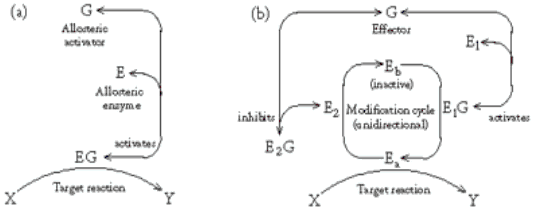 (a)
G
Allosteric
activator
E
Allosteric
enzyme
activates
EG
X
Target reaction
Y
(b)
G
Effector
E1
Eb
(inactive)
inhibits
E2
Modification cycle
(unidirectional)
E1G
activates
E2G
Ea
X
Target reaction
Y